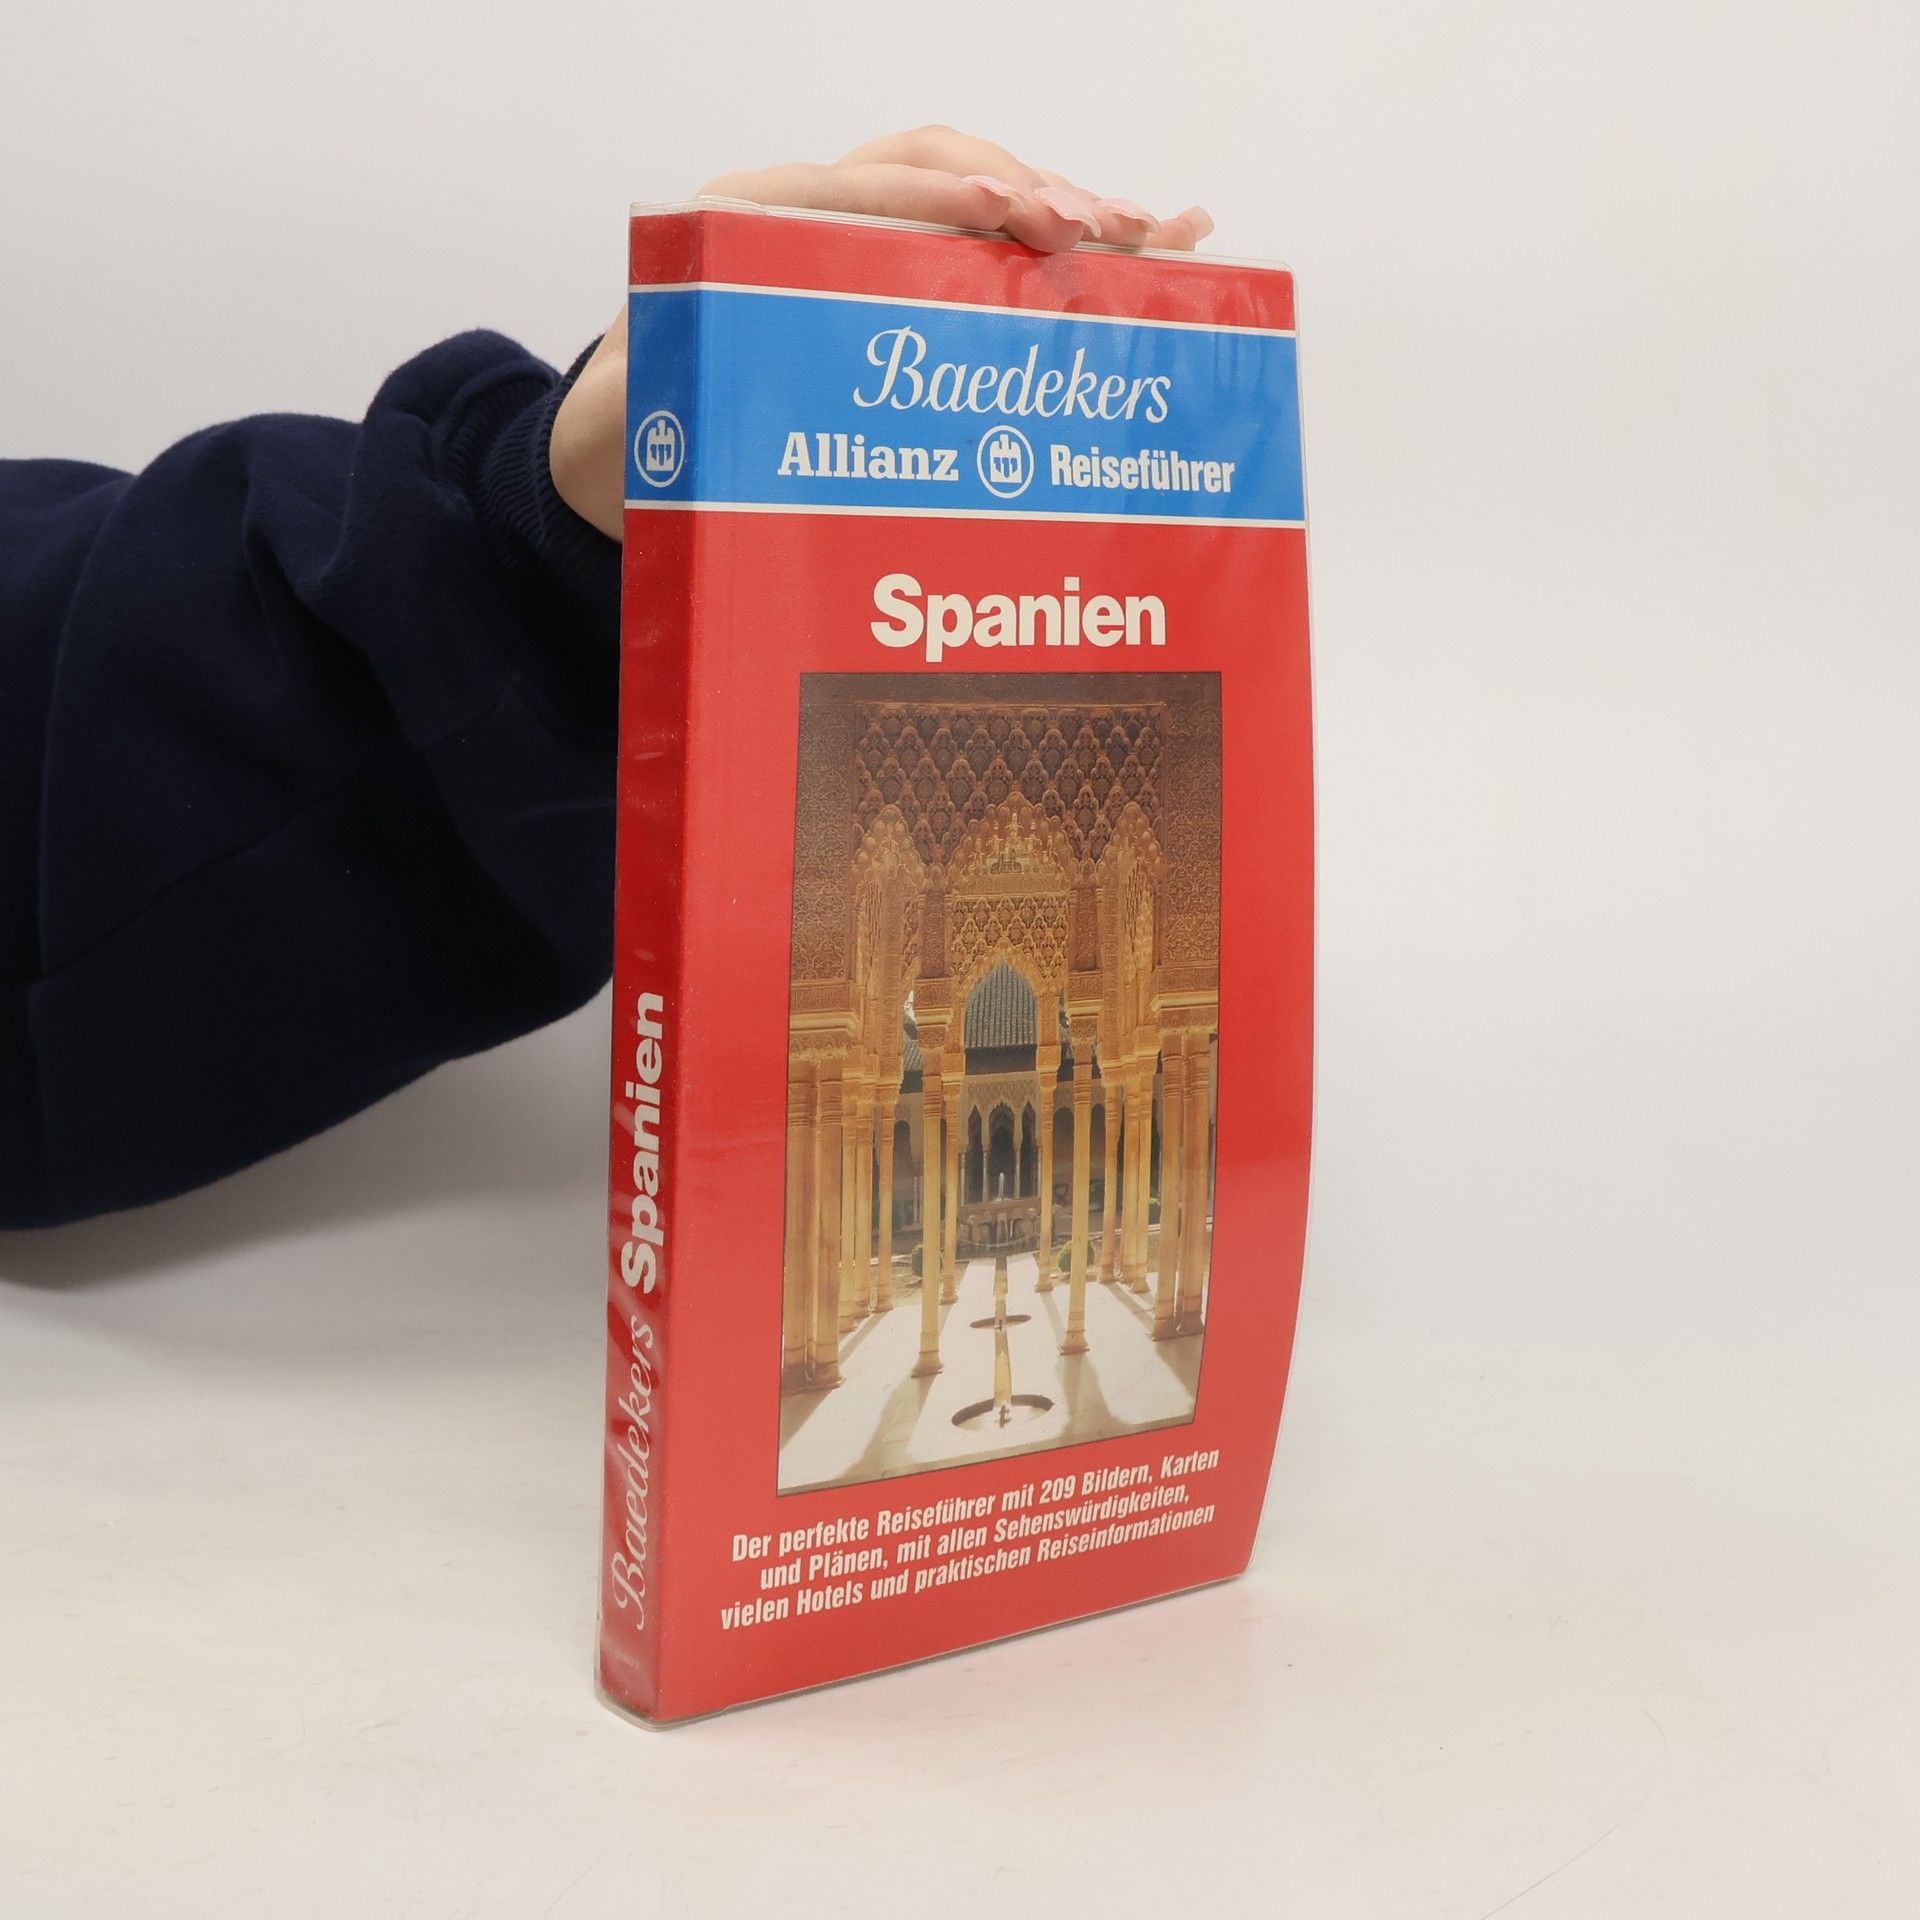 Baedekers
Allianz Reiseführer
Spanien
Der perfekte Reiseführer mit 209 Bildern, Karten
und Plänen, mit allen Sehenswürdigkeiten,
vielen Hotels und praktischen Reiseinformationen
Baedekers Spanien